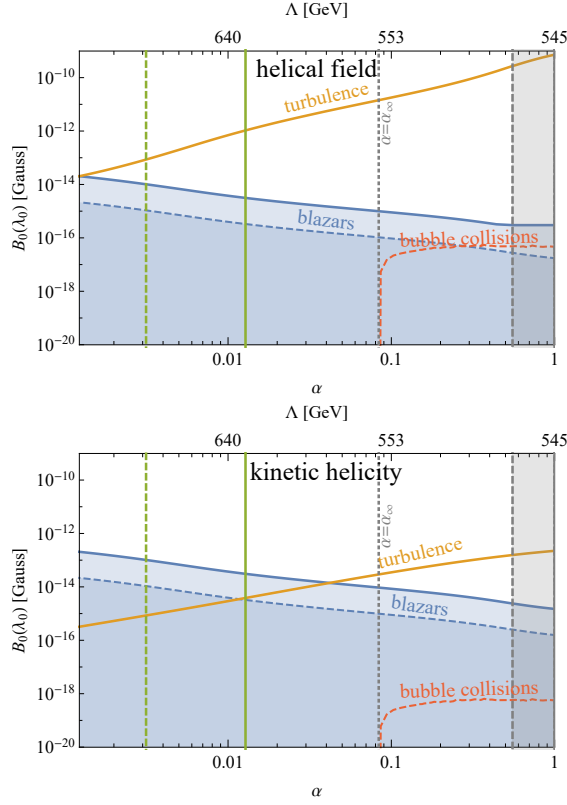 Λ [GeV]
640 553 545
helical field
turbulence
α=α∞
blazars
bubble collisions
B₀(λ₀) [Gauss]
10⁻¹⁰
10⁻¹²
10⁻¹⁴
10⁻¹⁶
10⁻¹⁸
10⁻²⁰
0.01 0.1 1
α
Λ [GeV]
640 553 545
kinetic helicity
α=α∞
turbulence
blazars
bubble collisions
B₀(λ₀) [Gauss]
10⁻¹⁰
10⁻¹²
10⁻¹⁴
10⁻¹⁶
10⁻¹⁸
10⁻²⁰
0.01 0.1 1
α